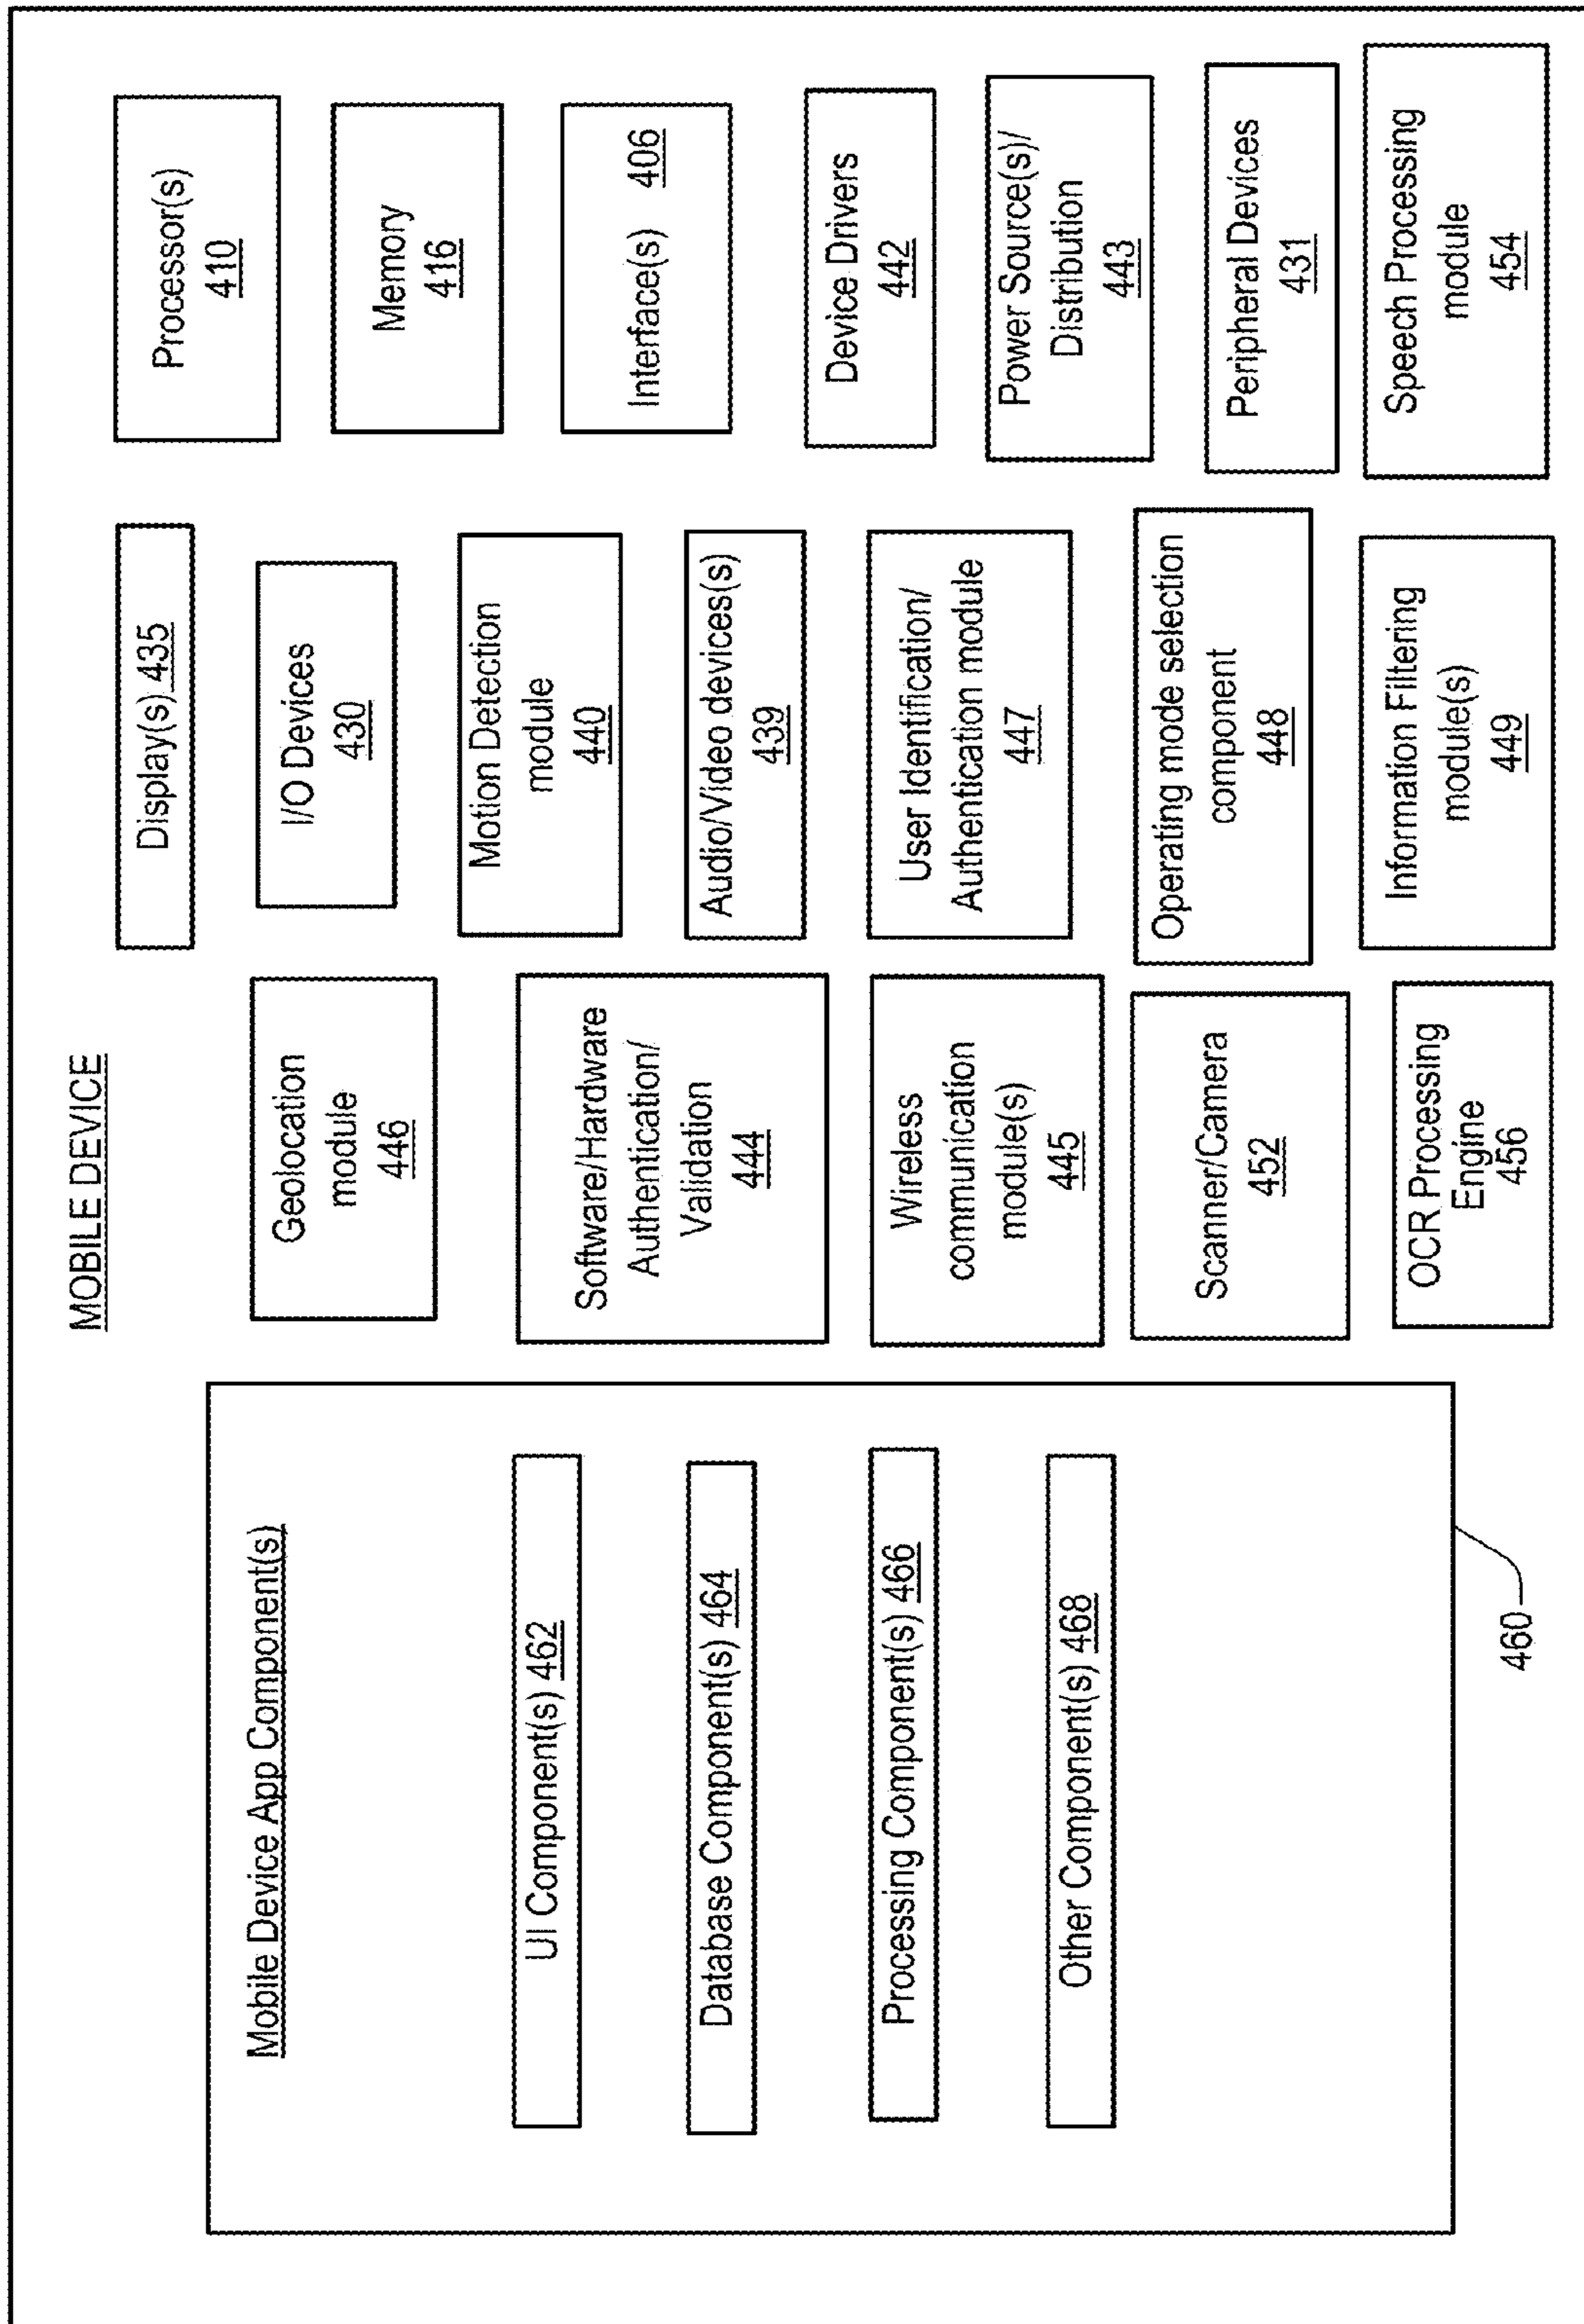 MOBILE DEVICE
Mobile Device App Component(s)
UI Component(s) 462
Database Component(s) 464
Processing Component(s) 466
Other Component(s) 468
460
Geolocation
module
446
Software/Hardware
Authentication/
Validation
444
Wireless
communication
module(s)
445
Scanner/Camera
452
OCR Processing
Engine
456
Display(s) 435
I/O Devices
430
Motion Detection
module
440
Audio/Video devices(s)
439
User Identification/
Authentication module
447
Operating mode selection
component
448
Information Filtering
module(s)
449
Processor(s)
410
Memory
416
Interface(s) 406
Device Drivers
442
Power Source(s)/
Distribution
443
Peripheral Devices
431
Speech Processing
module
454